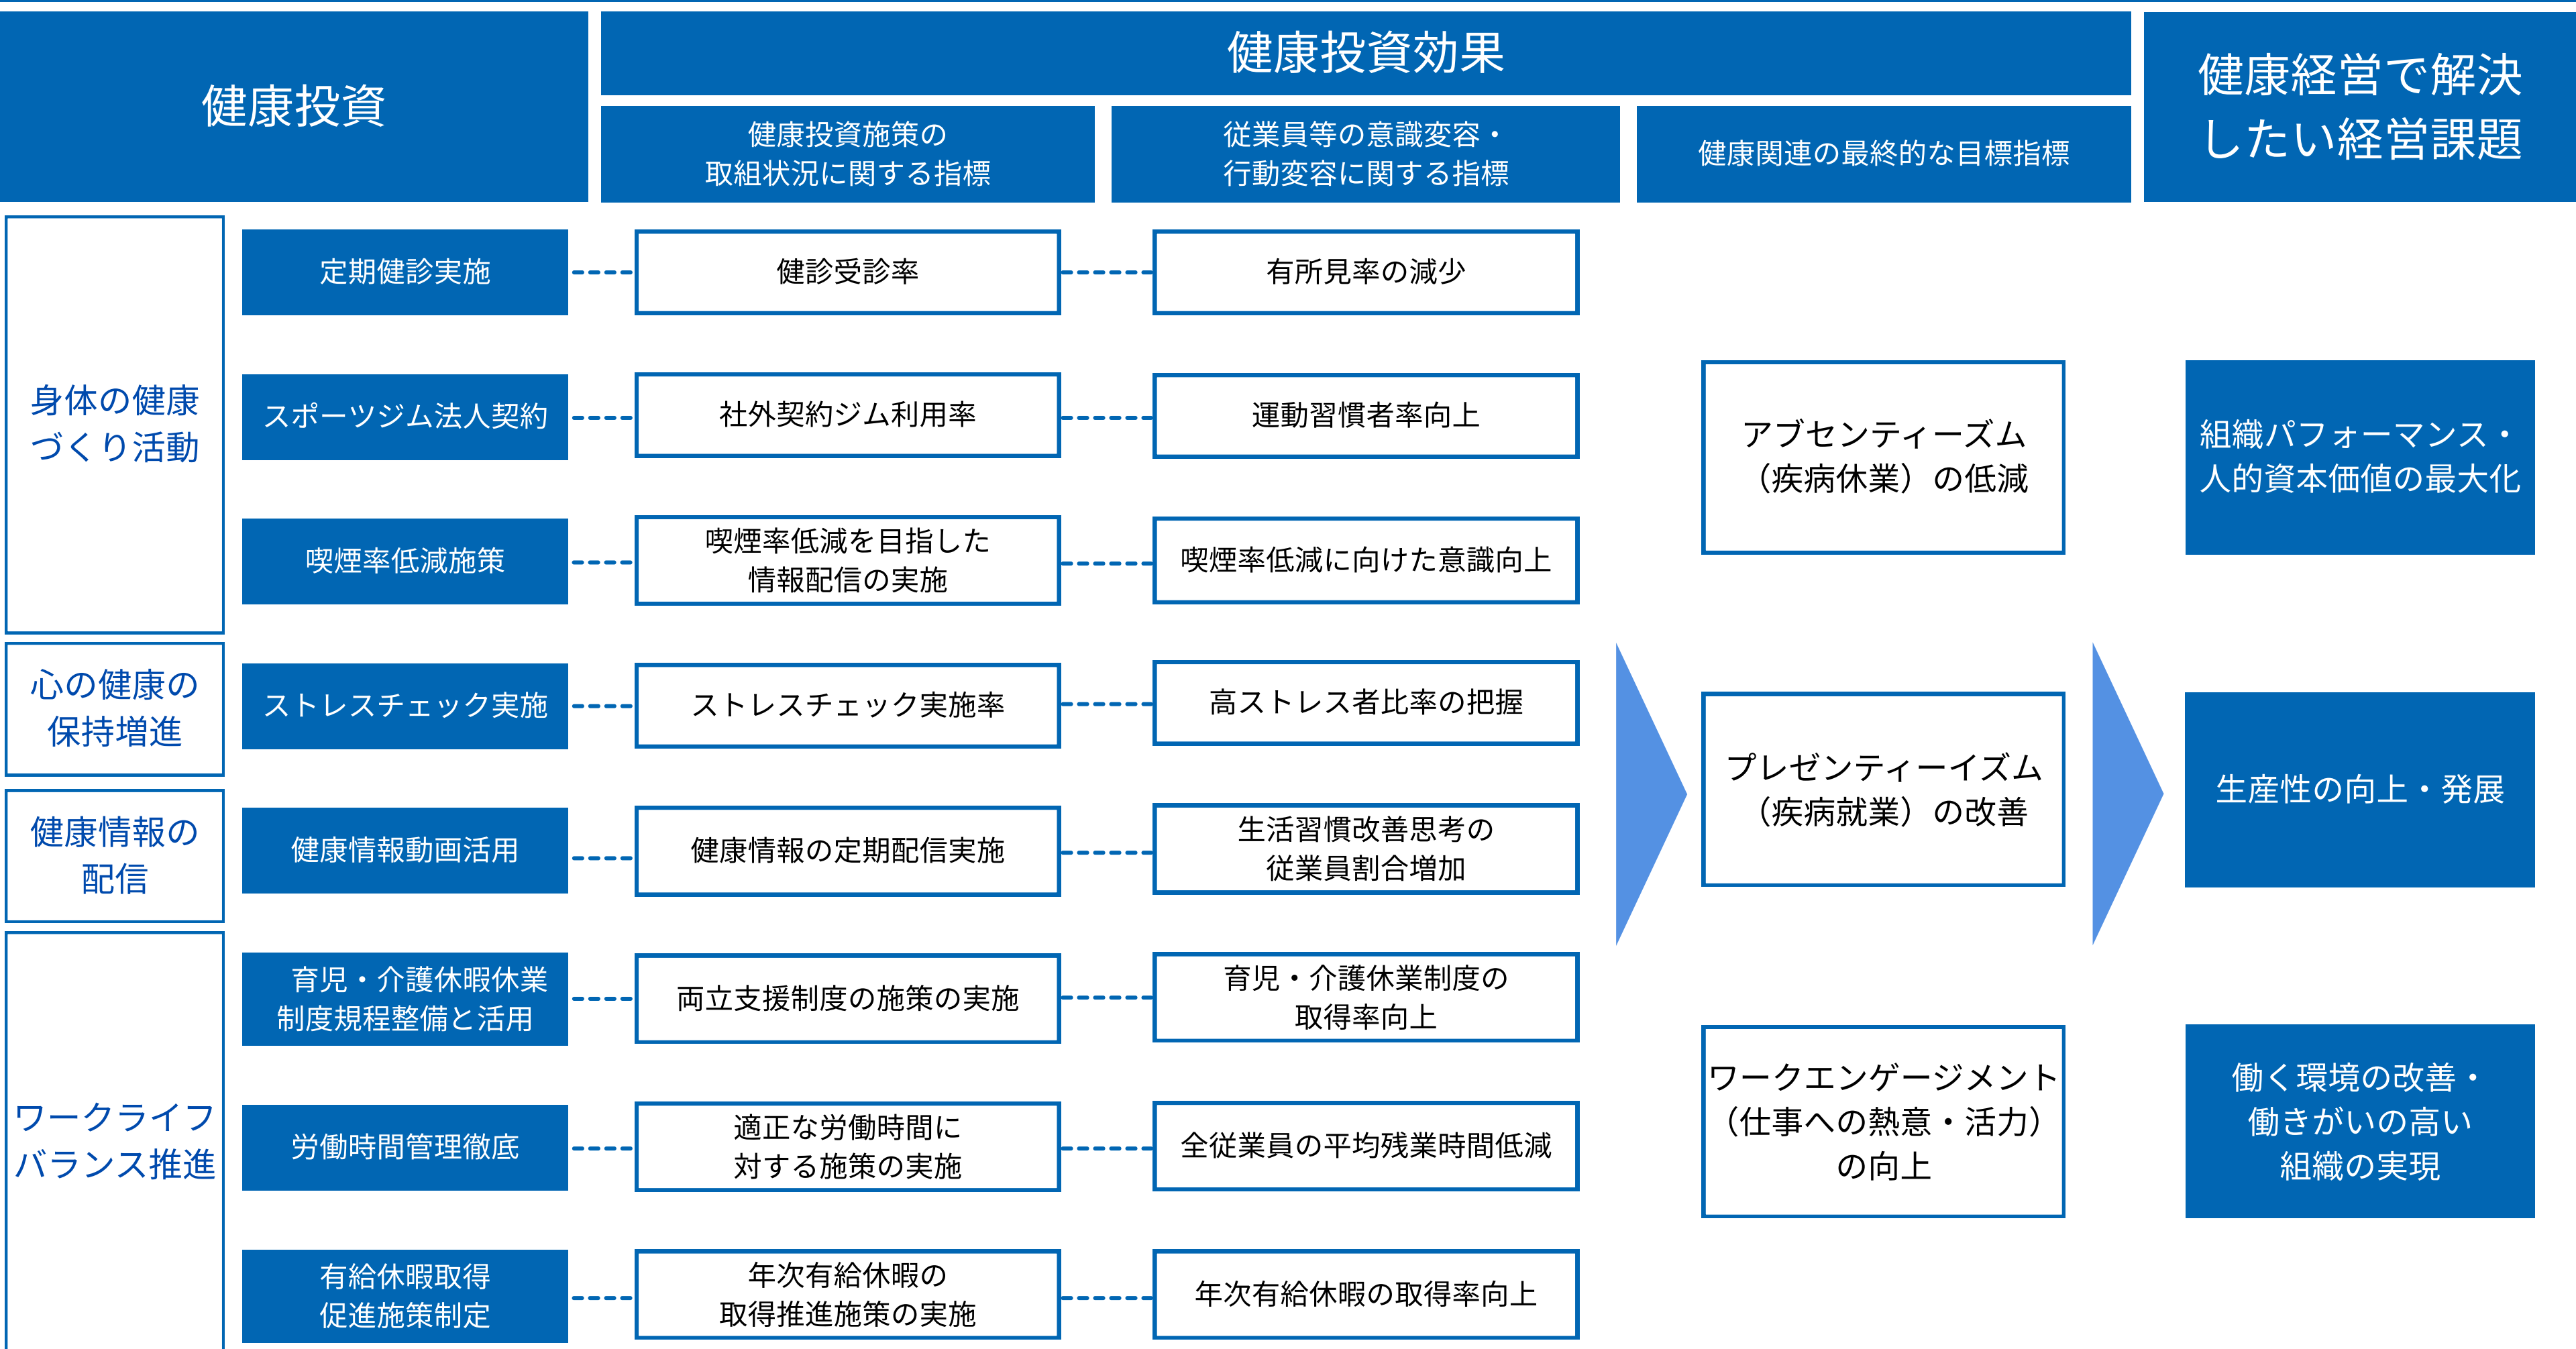 健康投資
健康投資効果
健康経営で解決
したい経営課題
健康投資施策の
取組状況に関する指標
従業員等の意識変容・
行動変容に関する指標
健康関連の最終的な目標指標
身体の健康
づくり活動
定期健診実施
健診受診率
有所見率の減少
スポーツジム法人契約
社外契約ジム利用率
運動習慣者率向上
喫煙率低減施策
喫煙率低減を目指した
情報配信の実施
喫煙率低減に向けた意識向上
心の健康の
保持増進
ストレスチェック実施
ストレスチェック実施率
高ストレス者比率の把握
健康情報の
配信
健康情報動画活用
健康情報の定期配信実施
生活習慣改善思考の
従業員割合増加
ワークライフ
バランス推進
育児・介護休暇休業
制度規程整備と活用
両立支援制度の施策の実施
育児・介護休業制度の
取得率向上
労働時間管理徹底
適正な労働時間に
対する施策の実施
全従業員の平均残業時間低減
有給休暇取得
促進施策制定
年次有給休暇の
取得推進施策の実施
年次有給休暇の取得率向上
アブセンティーズム
（疾病休業）の低減
プレゼンティーイズム
（疾病就業）の改善
ワークエンゲージメント
（仕事への熱意・活力）
の向上
組織パフォーマンス・
人的資本価値の最大化
生産性の向上・発展
働く環境の改善・
働きがいの高い
組織の実現